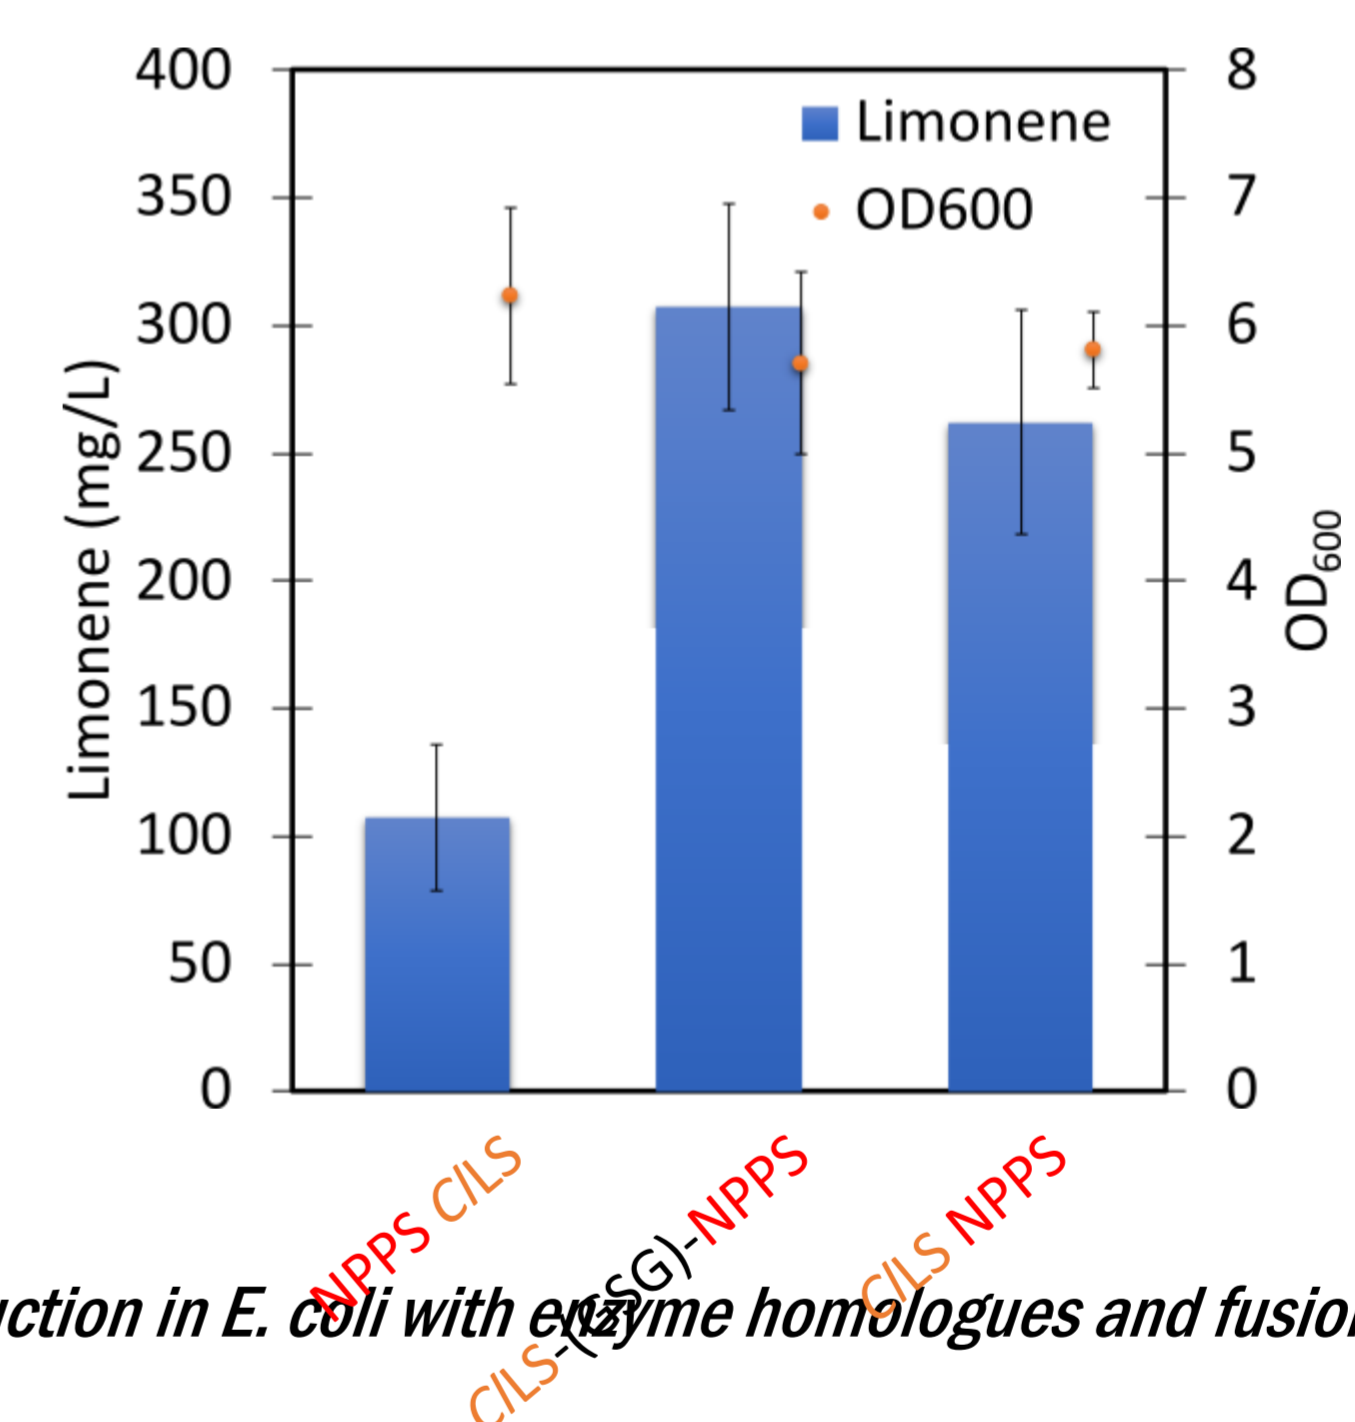 400
350
300
250
200
150
100
50
0
Limonene (mg/L)
Limonene
OD600
8
7
6
5
4
3
2
1
0
OD600
NPPS ClLS
ClLS-(GSG)-NPPS
ClLS NPPS
uction in E. coli with enzyme homologues and fusion